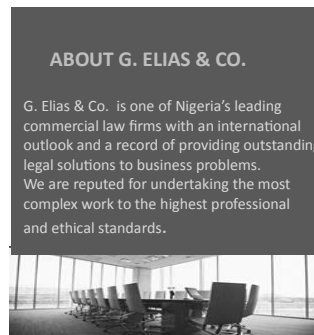 ABOUT G. ELIAS & CO.
G. Elias & Co.  is one of Nigeria's leading
commercial law firms with an international
outlook and a record of providing outstandin
legal solutions to business problems.
We are reputed for undertaking the most
complex work to the highest professional
and ethical standards.